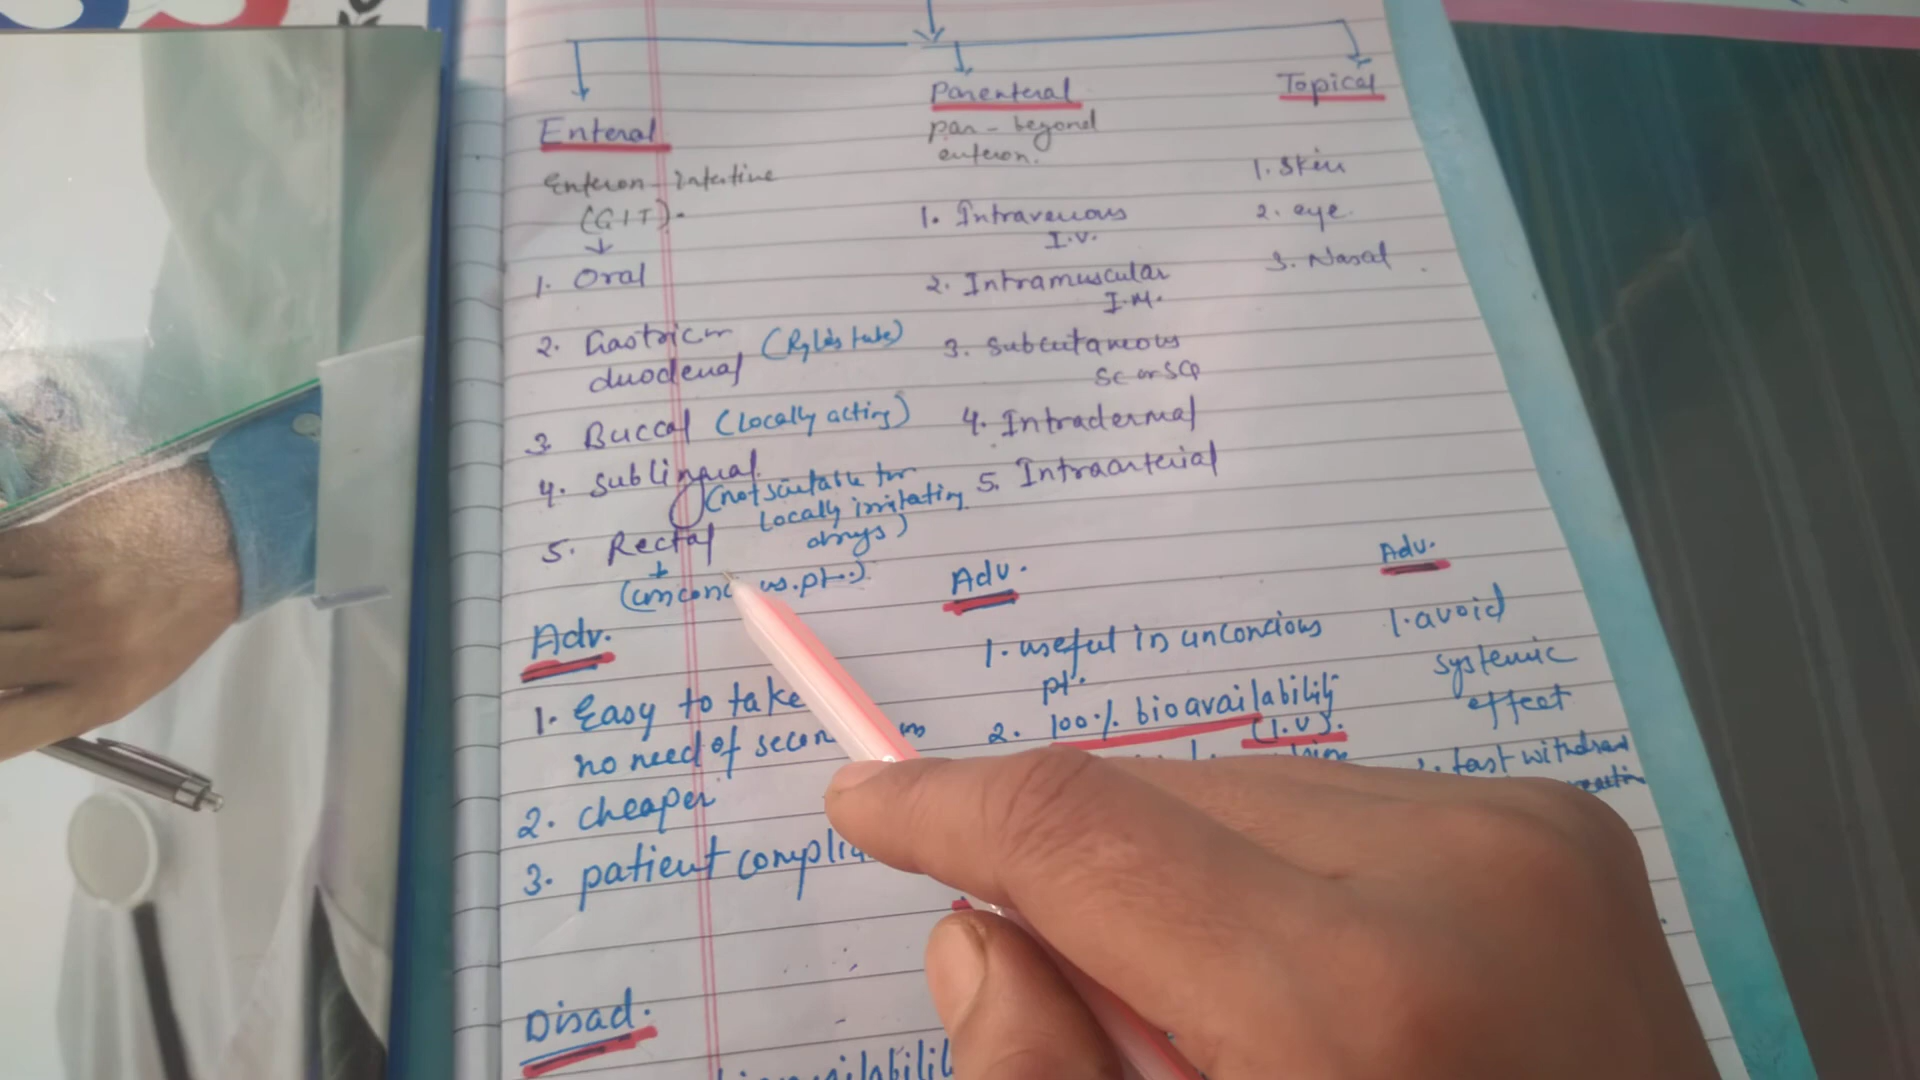 Enteral
Enteron - Intestine
(GIT).
1. Oral
2. Gastric or
duodenal
(Ryle's tube)
3. Buccal (locally acting)
4. Sublingual
(not suitable for
locally irritating
drugs)
5. Rectal
Adv.
1. Easy to take
no need of
2. cheaper
3. patient
Disad.
Parenteral
par - beyond
enteron.
1. Intravenous
I.V.
2. Intramuscular
I.M.
3. Subcutaneous
SC or SCP
4. Intradermal
5. Intraarterial
Adv.
1. useful in unconcious
pt.
2. 100% bioavailability
(I.V).
Topical
1. Skin
2. eye.
3. Nasal
Adv.
1. avoid
systemic
effect